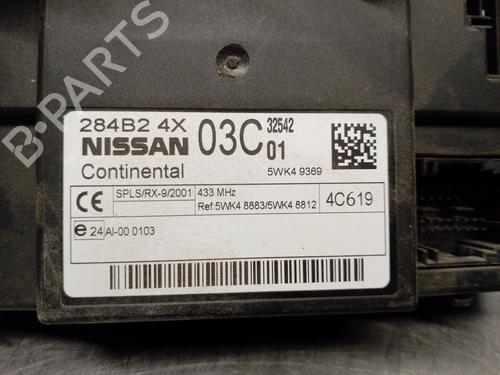 B-PARTS
284B2 4X
NISSAN 03C 32542 01
Continental
5WK4 9369
CE SPLS/RX-9/2001 433 MHz
Ref:5WK4 8883/5WK4 8812 4C619
e 24 AI-00 0103